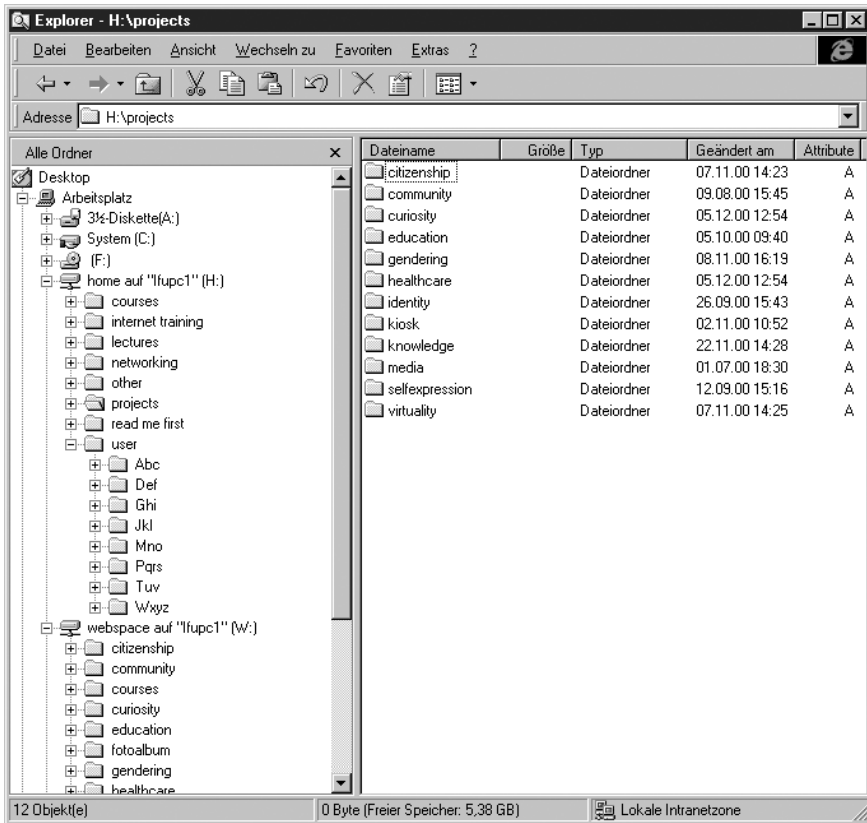 Explorer - H:\projects
Datei Bearbeiten Ansicht Wechseln zu Favoriten Extras ?
Adresse H:\projects
Alle Ordner
Desktop
Arbeitsplatz
3½-Diskette(A:)
System (C:)
(F:)
home auf "lfupc1" (H:)
courses
internet training
lectures
networking
other
projects
read me first
user
Abc
Def
Ghi
Jkl
Mno
Pqrs
Tuv
Wxyz
webspace auf "lfupc1" (W:)
citizenship
community
courses
curiosity
education
fotoalbum
gendering
healthcare
Dateiname Größe Typ Geändert am Attribute
citizenship Dateiordner 07.11.00 14:23 A
community Dateiordner 09.08.00 15:45 A
curiosity Dateiordner 05.12.00 12:54 A
education Dateiordner 05.10.00 09:40 A
gendering Dateiordner 08.11.00 16:19 A
healthcare Dateiordner 05.12.00 12:54 A
identity Dateiordner 26.09.00 15:43 A
kiosk Dateiordner 02.11.00 10:52 A
knowledge Dateiordner 22.11.00 14:28 A
media Dateiordner 01.07.00 18:30 A
selfexpression Dateiordner 12.09.00 15:16 A
virtuality Dateiordner 07.11.00 14:25 A
12 Objekt(e) 0 Byte (Freier Speicher: 5,38 GB) Lokale Intranetzone